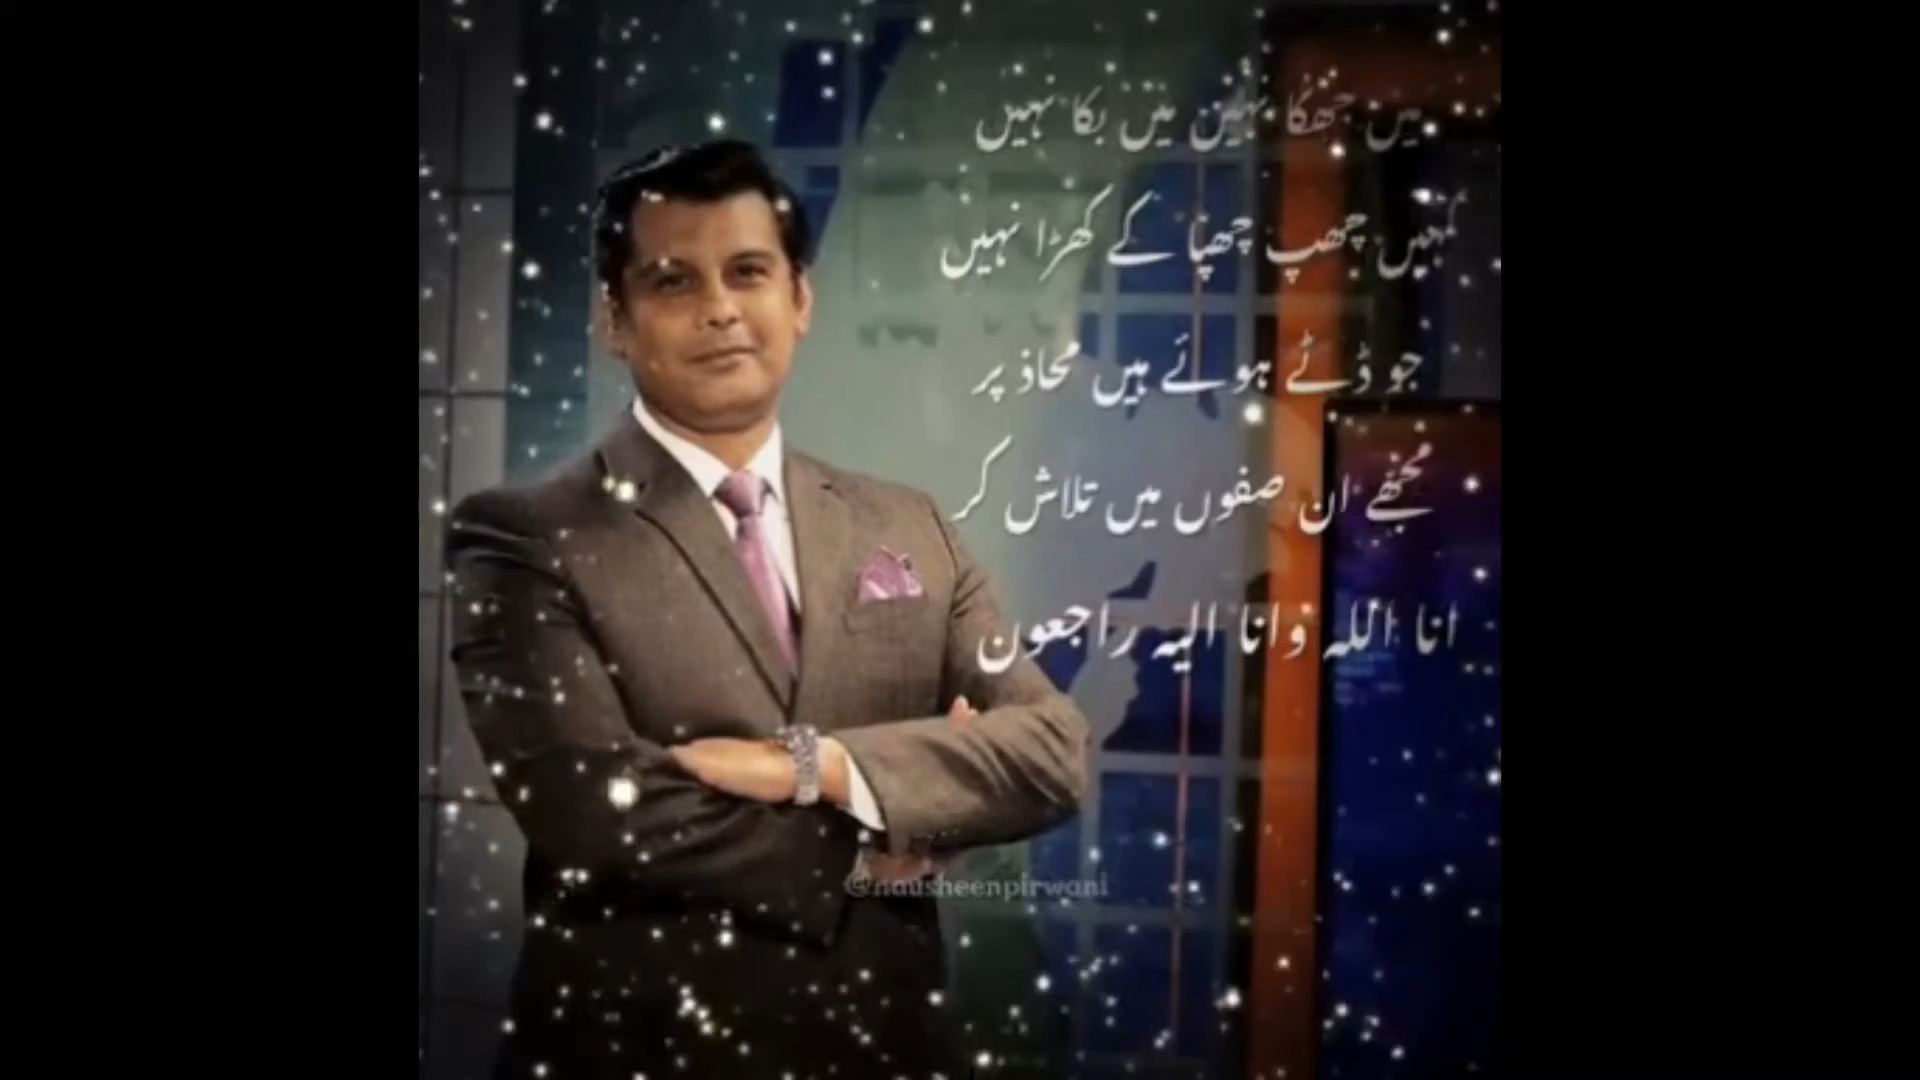 میں جھکا نہیں میں بکا نہیں
کہیں چھپ چھپا کے کھڑا نہیں
جو ڈٹے ہوئے ہیں محاذ پر
مجھے ان صفوں میں تلاش کر
انا اللہ وانا الیہ راجعون
@nausheenpirwani